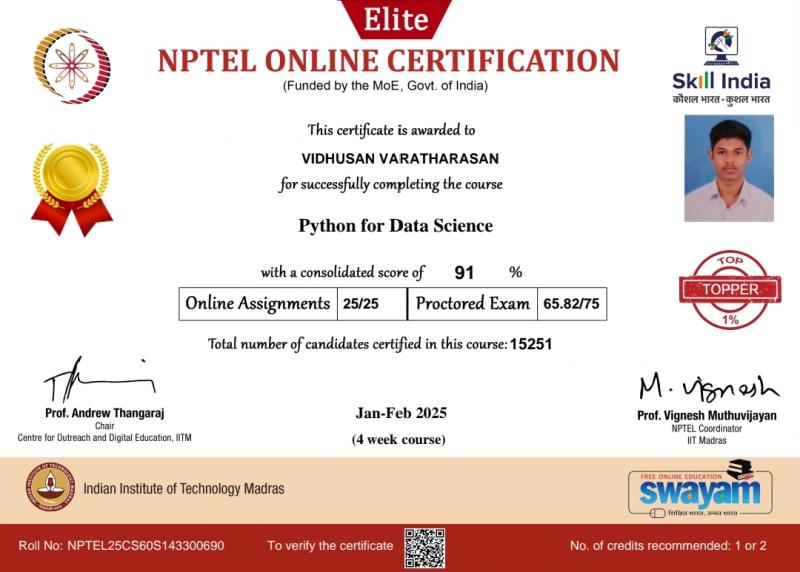 Elite
NPTEL ONLINE CERTIFICATION
(Funded by the MoE, Govt. of India)
Skill India
कौशल भारत - कुशल भारत
This certificate is awarded to
VIDHUSAN VARATHARASAN
for successfully completing the course
Python for Data Science
with a consolidated score of 91 %
Online Assignments 25/25 Proctored Exam 65.82/75
TOP
TOPPER
1%
Total number of candidates certified in this course: 15251
M. Vignesh
Prof. Andrew Thangaraj
Chair
Centre for Outreach and Digital Education, IITM
Jan-Feb 2025
(4 week course)
Prof. Vignesh Muthuvijayan
NPTEL Coordinator
IIT Madras
Indian Institute of Technology Madras
FREE ONLINE EDUCATION
swayam
शिक्षित भारत, उन्नत भारत
Roll No: NPTEL25CS60S143300690
To verify the certificate
No. of credits recommended: 1 or 2